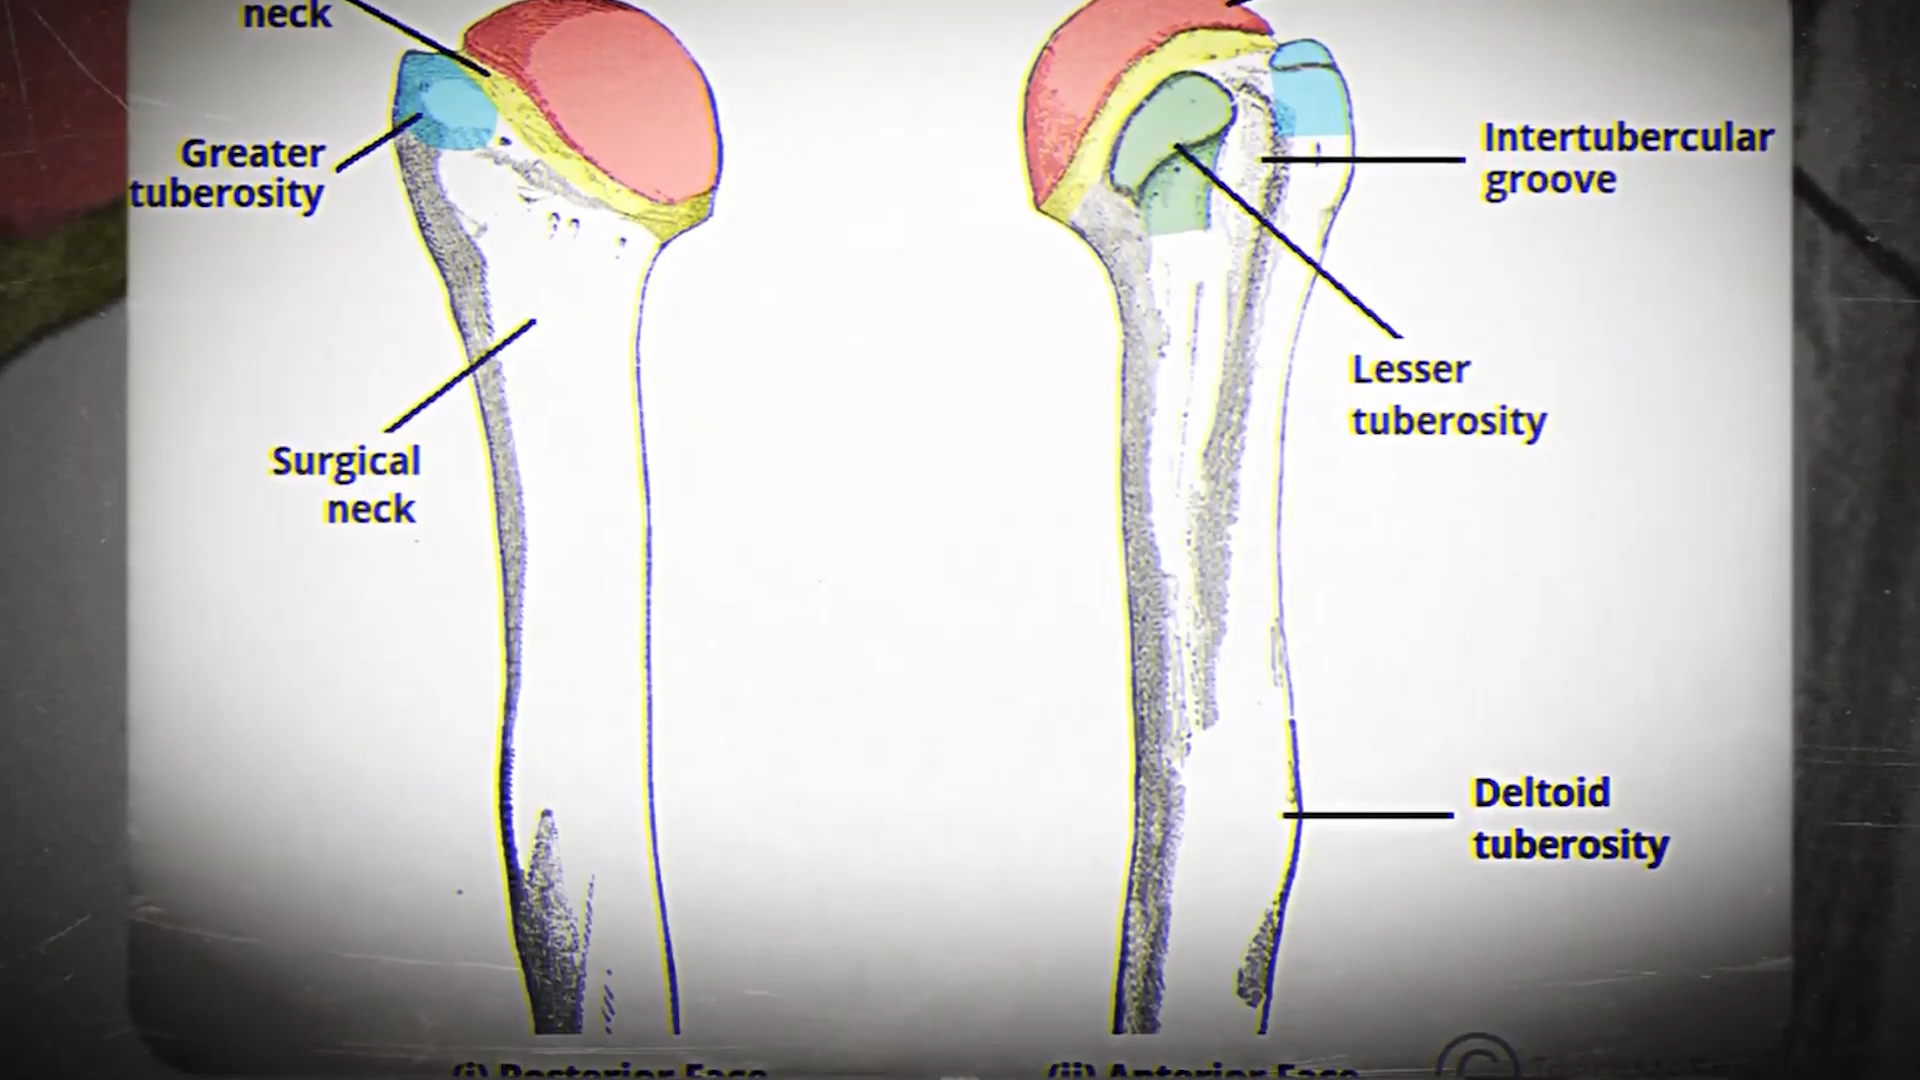 neck
Greater
tuberosity
Surgical
neck
Intertubercular
groove
Lesser
tuberosity
Deltoid
tuberosity
(i) Posterior Face
(ii) Anterior Face